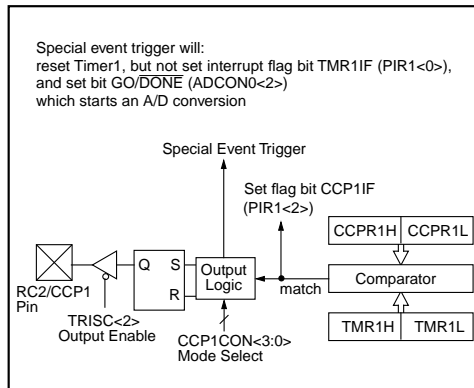 Special event trigger will:
reset Timer1, but not set interrupt flag bit TMR1IF (PIR1<0>),
and set bit GO/DONE (ADCON0<2>)
which starts an A/D conversion
Special Event Trigger
Set flag bit CCP1IF
(PIR1<2>)
CCPR1H CCPR1L
Q S Output
Logic
R
match
Comparator
RC2/CCP1
Pin
TRISC<2>
Output Enable
CCP1CON<3:0>
Mode Select
TMR1H TMR1L